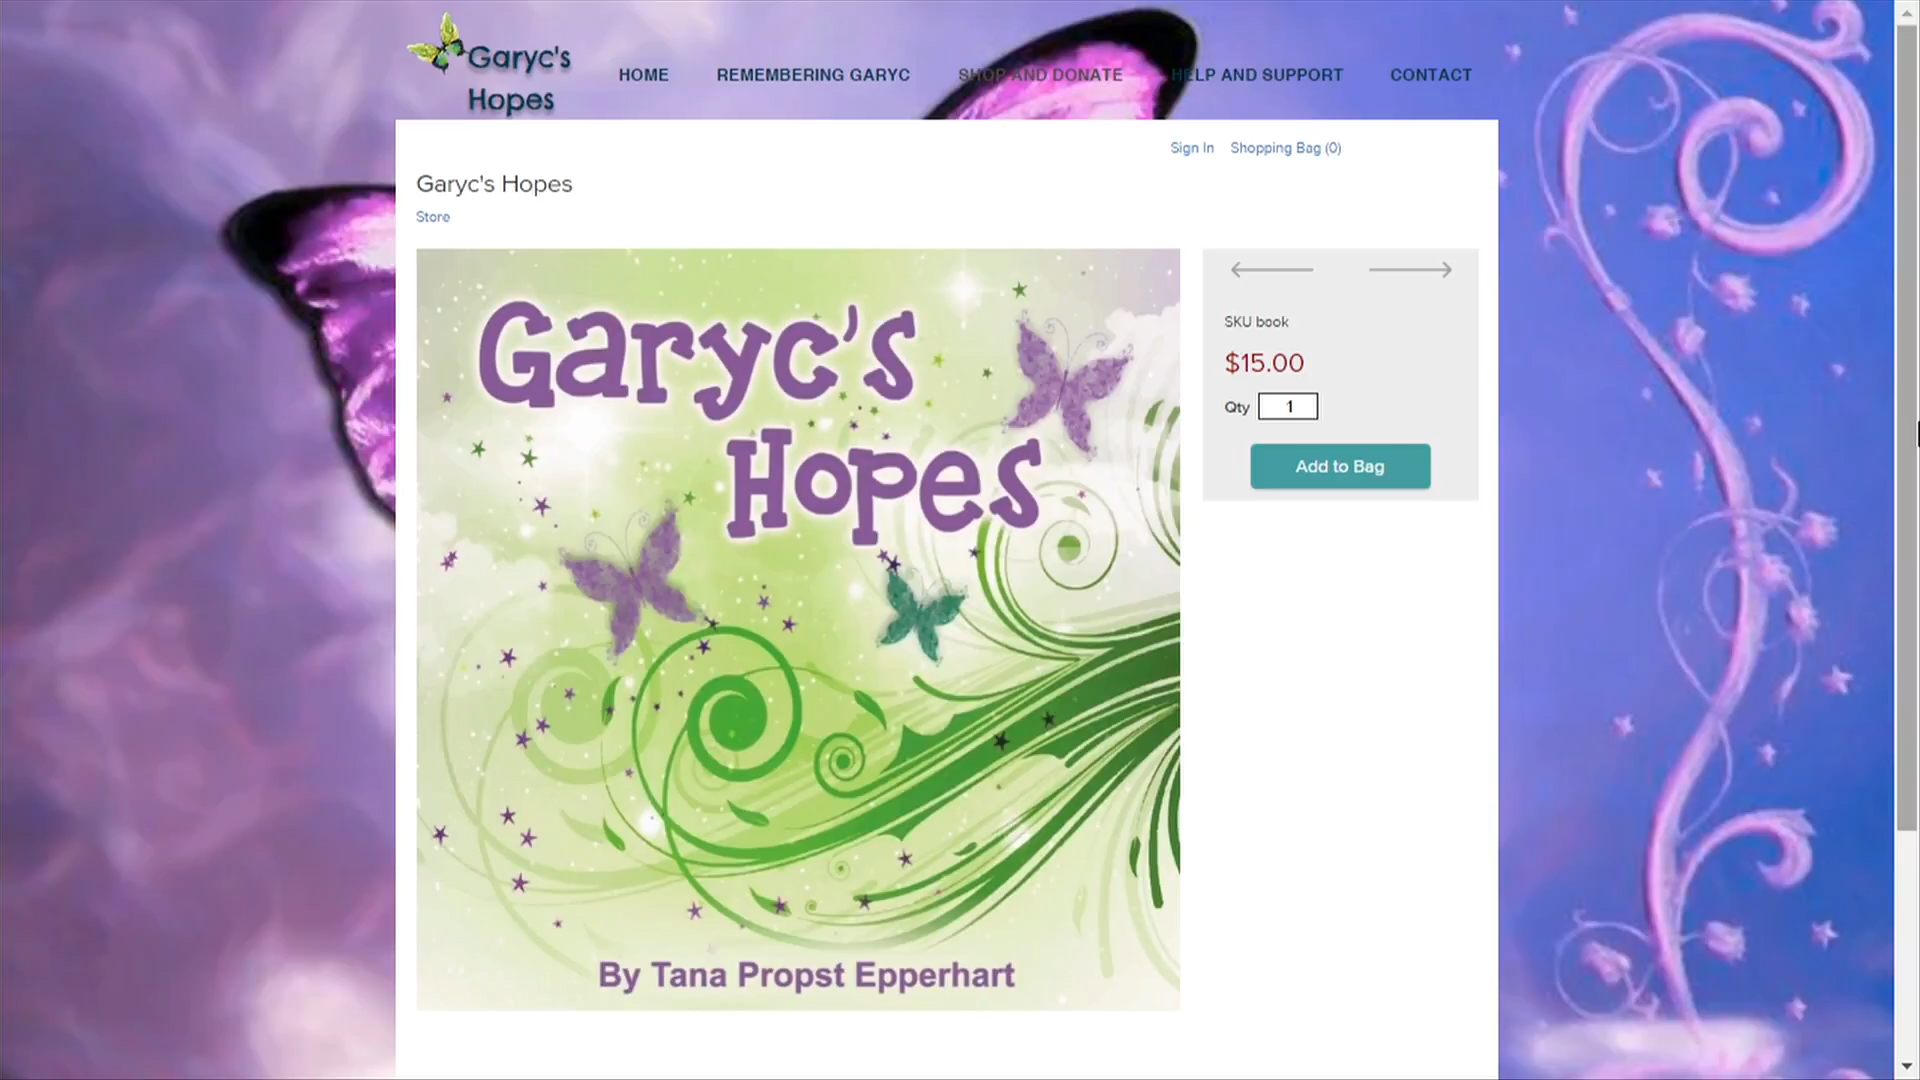 Garyc's
Hopes
HOME REMEMBERING GARYC SHOP AND DONATE HELP AND SUPPORT CONTACT
Sign In Shopping Bag (0)
Garyc's Hopes
Store
Garyc's
Hopes
By Tana Propst Epperhart
SKU book
$15.00
Qty 1
Add to Bag